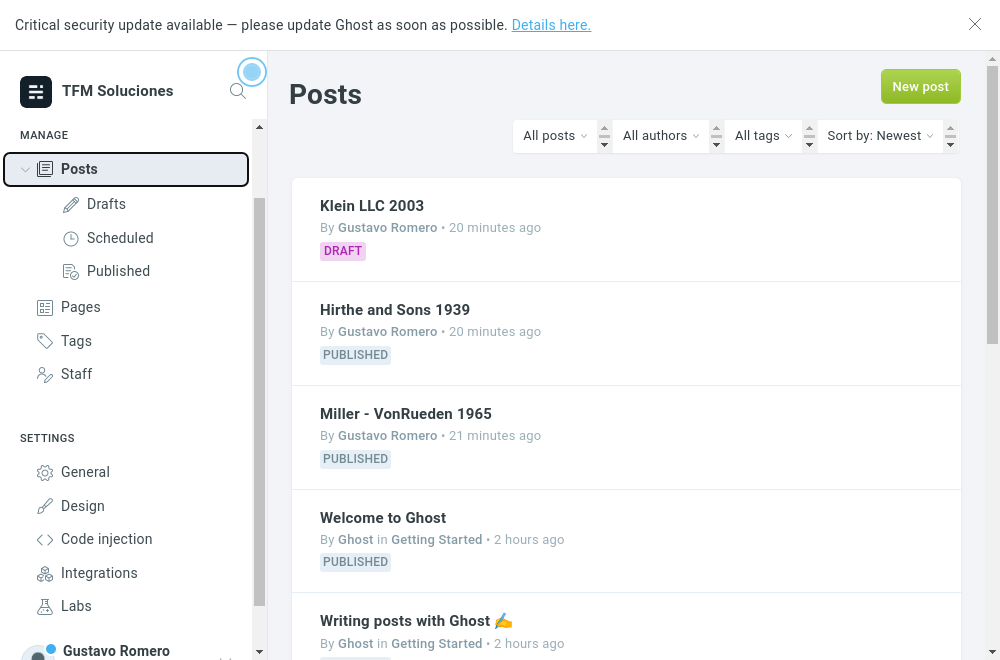 Critical security update available — please update Ghost as soon as possible. Details here.
TFM Soluciones
MANAGE
Posts
Drafts
Scheduled
Published
Pages
Tags
Staff
SETTINGS
General
Design
Code injection
Integrations
Labs
Gustavo Romero
Posts
New post
All posts
All authors
All tags
Sort by: Newest
Klein LLC 2003
By Gustavo Romero • 20 minutes ago
DRAFT
Hirthe and Sons 1939
By Gustavo Romero • 20 minutes ago
PUBLISHED
Miller - VonRueden 1965
By Gustavo Romero • 21 minutes ago
PUBLISHED
Welcome to Ghost
By Ghost in Getting Started • 2 hours ago
PUBLISHED
Writing posts with Ghost ✍️
By Ghost in Getting Started • 2 hours ago